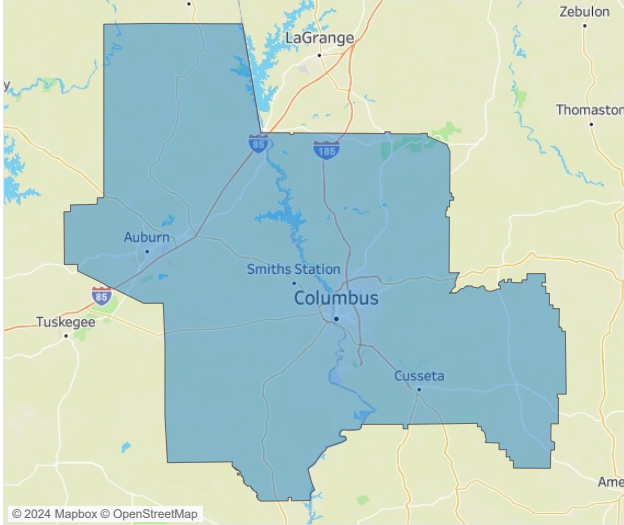 Zebulon
LaGrange
y
Thomaston
85
185
Auburn
Smiths Station
85
Columbus
Tuskegee
Cusseta
Ame
© 2024 Mapbox © OpenStreetMap